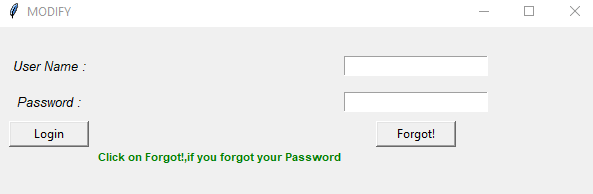 MODIFY
User Name :
Password :
Login
Forgot!
Click on Forgot!,if you forgot your Password